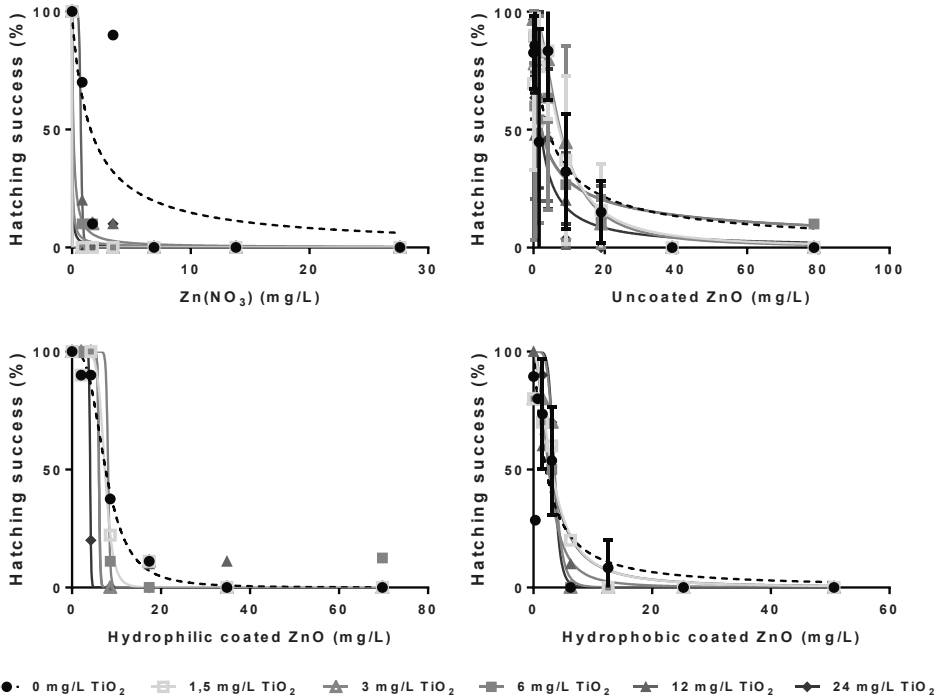 Hatching success (%)
100
50
0
0 10 20 30
Zn(NO3) (mg/L)
Hatching success (%)
100
50
0
0 20 40 60 80 100
Uncoated ZnO (mg/L)
Hatching success (%)
100
50
0
0 20 40 60 80
Hydrophilic coated ZnO (mg/L)
Hatching success (%)
100
50
0
0 20 40 60
Hydrophobic coated ZnO (mg/L)
0 mg/L TiO2 1,5 mg/L TiO2 3 mg/L TiO2 6 mg/L TiO2 12 mg/L TiO2 24 mg/L TiO2